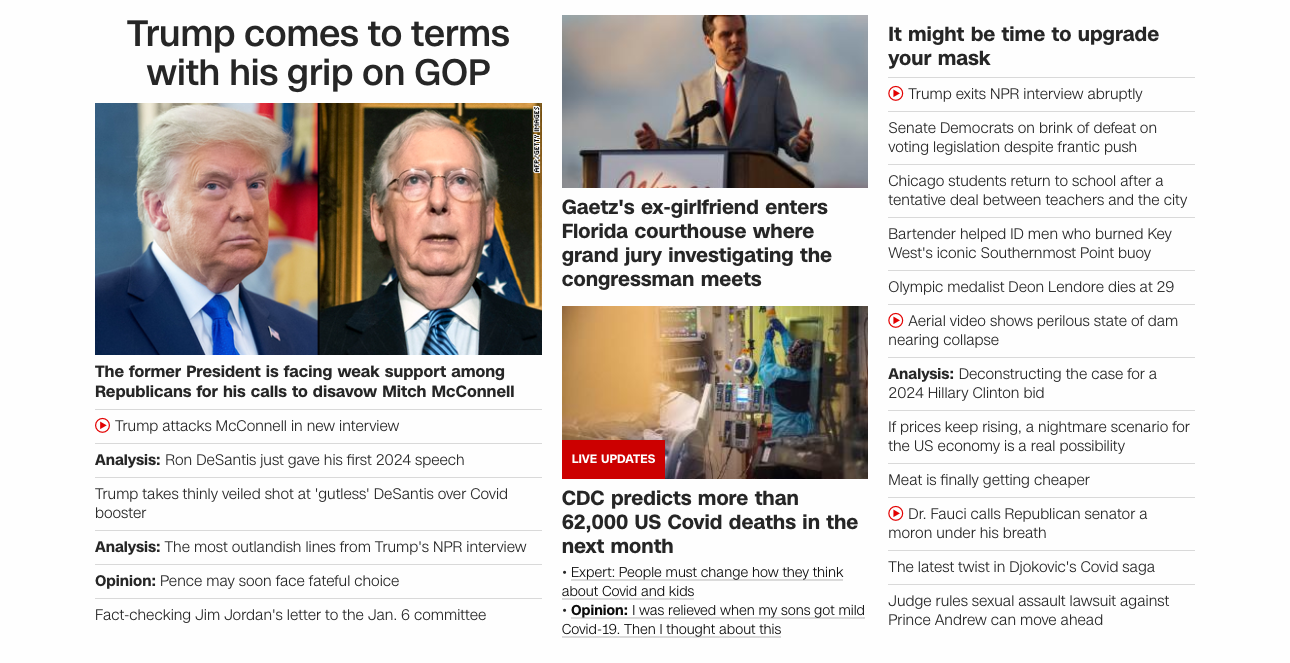 Trump comes to terms
with his grip on GOP
AFP/GETTY IMAGES
The former President is facing weak support among
Republicans for his calls to disavow Mitch McConnell
Trump attacks McConnell in new interview
Analysis: Ron DeSantis just gave his first 2024 speech
Trump takes thinly veiled shot at 'gutless' DeSantis over Covid
booster
Analysis: The most outlandish lines from Trump's NPR interview
Opinion: Pence may soon face fateful choice
Fact-checking Jim Jordan's letter to the Jan. 6 committee
Gaetz's ex-girlfriend enters
Florida courthouse where
grand jury investigating the
congressman meets
LIVE UPDATES
CDC predicts more than
62,000 US Covid deaths in the
next month
• Expert: People must change how they think
about Covid and kids
• Opinion: I was relieved when my sons got mild
Covid-19. Then I thought about this
It might be time to upgrade
your mask
Trump exits NPR interview abruptly
Senate Democrats on brink of defeat on
voting legislation despite frantic push
Chicago students return to school after a
tentative deal between teachers and the city
Bartender helped ID men who burned Key
West's iconic Southernmost Point buoy
Olympic medalist Deon Lendore dies at 29
Aerial video shows perilous state of dam
nearing collapse
Analysis: Deconstructing the case for a
2024 Hillary Clinton bid
If prices keep rising, a nightmare scenario for
the US economy is a real possibility
Meat is finally getting cheaper
Dr. Fauci calls Republican senator a
moron under his breath
The latest twist in Djokovic's Covid saga
Judge rules sexual assault lawsuit against
Prince Andrew can move ahead